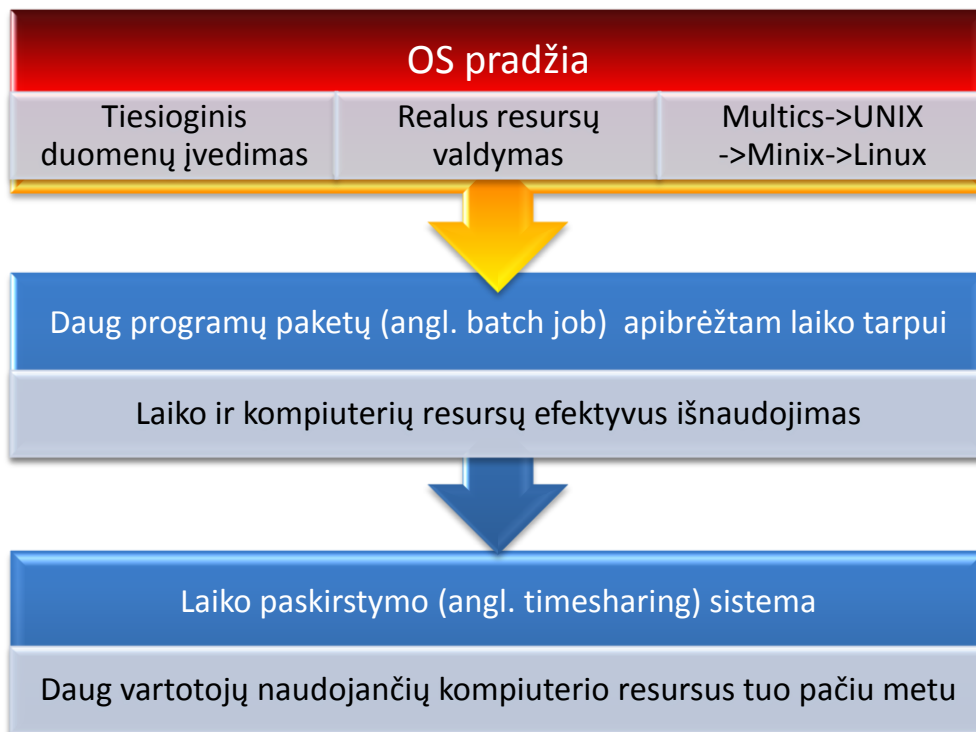 OS pradžia
Tiesioginis
duomenų įvedimas
Realus resursų
valdymas
Multics->UNIX
->Minix->Linux
Daug programų paketų (angl. batch job) apibrėžtam laiko tarpui
Laiko ir kompiuterių resursų efektyvus išnaudojimas
Laiko paskirstymo (angl. timesharing) sistema
Daug vartotojų naudojančių kompiuterio resursus tuo pačiu metu